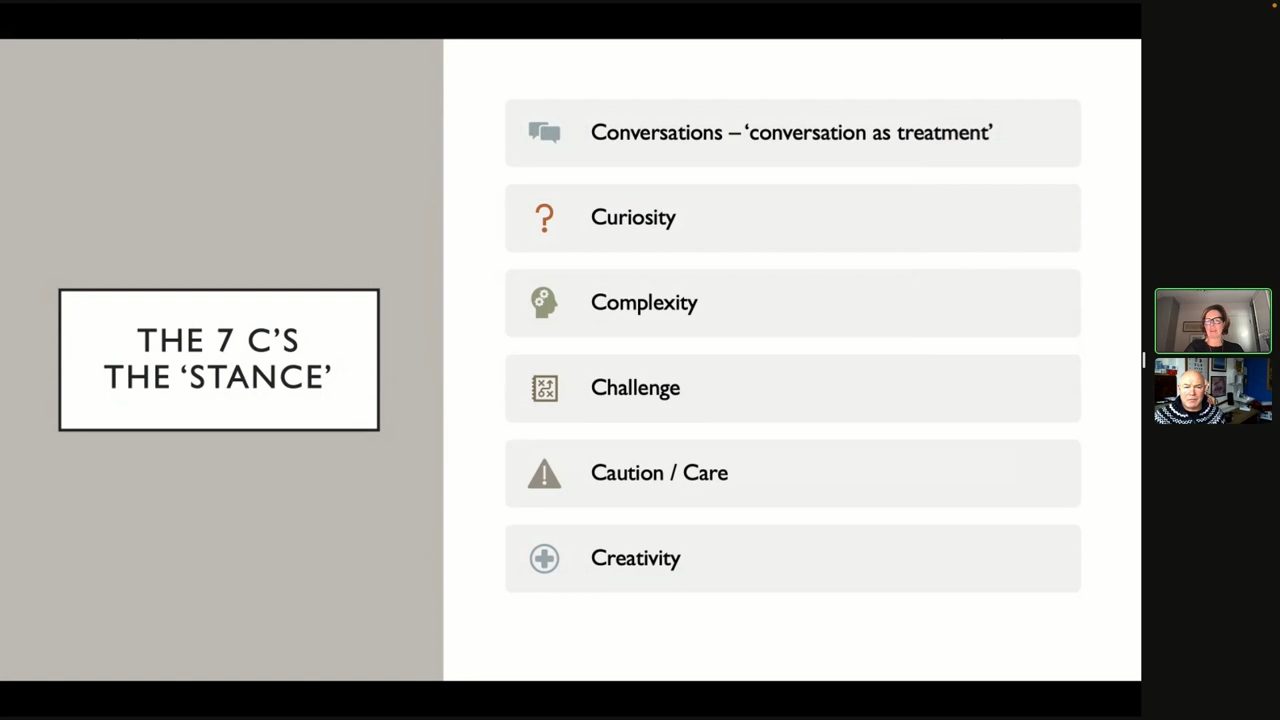 THE 7 C’S
THE ‘STANCE’
Conversations – ‘conversation as treatment’
Curiosity
Complexity
Challenge
Caution / Care
Creativity